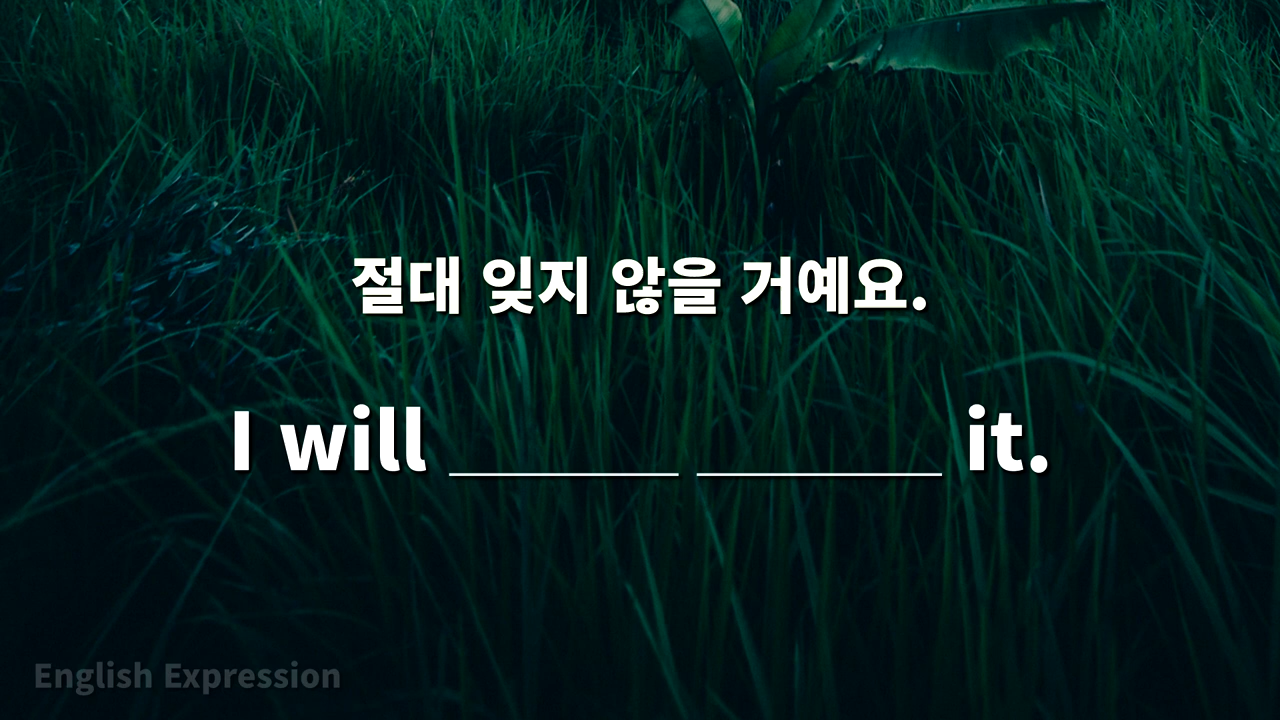 절대 잊지 않을 거예요.
I will ______ ______ it.
English Expression